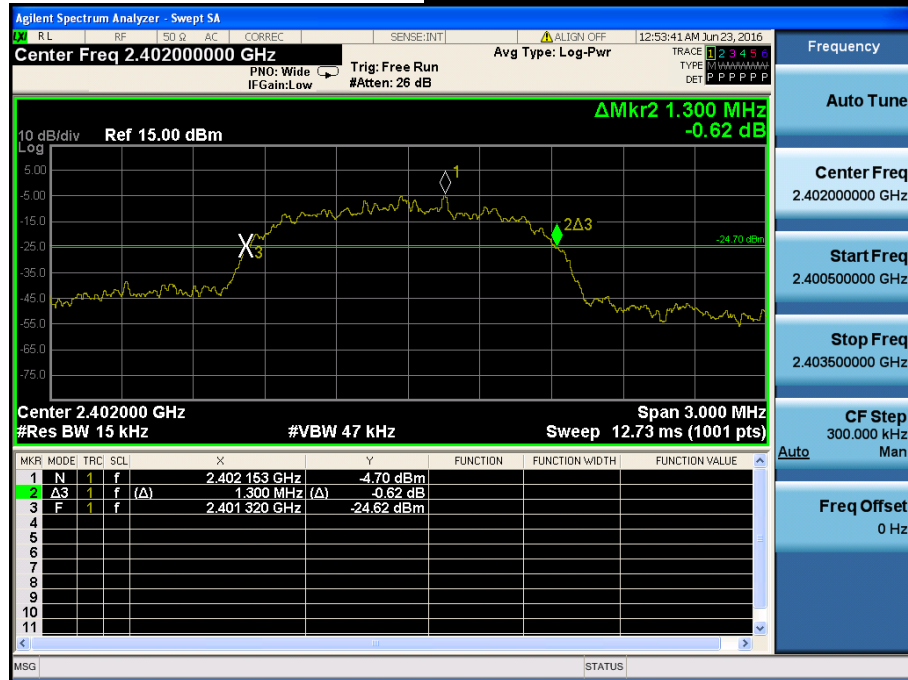 Agilent Spectrum Analyzer - Swept SA
LXI RL RF 50 Ω AC CORREC SENSE:INT ALIGN OFF 12:53:41 AM Jun 23, 2016
Center Freq 2.402000000 GHz
PNO: Wide
IFGain:Low
Trig: Free Run
#Atten: 26 dB
Avg Type: Log-Pwr
TRACE 1 2 3 4 5 6
TYPE MWWWWW
DET P P P P P P
ΔMkr2 1.300 MHz
-0.62 dB
10 dB/div Ref 15.00 dBm
Log
5.00
-5.00
-15.0
-25.0
-35.0
-45.0
-55.0
-65.0
-75.0
1
2Δ3
3
-24.70 dBm
Center 2.402000 GHz Span 3.000 MHz
#Res BW 15 kHz #VBW 47 kHz Sweep 12.73 ms (1001 pts)
MKR MODE TRC SCL X Y FUNCTION FUNCTION WIDTH FUNCTION VALUE
1 N 1 f 2.402 153 GHz -4.70 dBm
2 Δ3 1 f (Δ) 1.300 MHz (Δ) -0.62 dB
3 F 1 f 2.401 320 GHz -24.62 dBm
4
5
6
7
8
9
10
11
MSG STATUS
Frequency
Auto Tune
Center Freq
2.402000000 GHz
Start Freq
2.400500000 GHz
Stop Freq
2.403500000 GHz
CF Step
300.000 kHz
Auto Man
Freq Offset
0 Hz